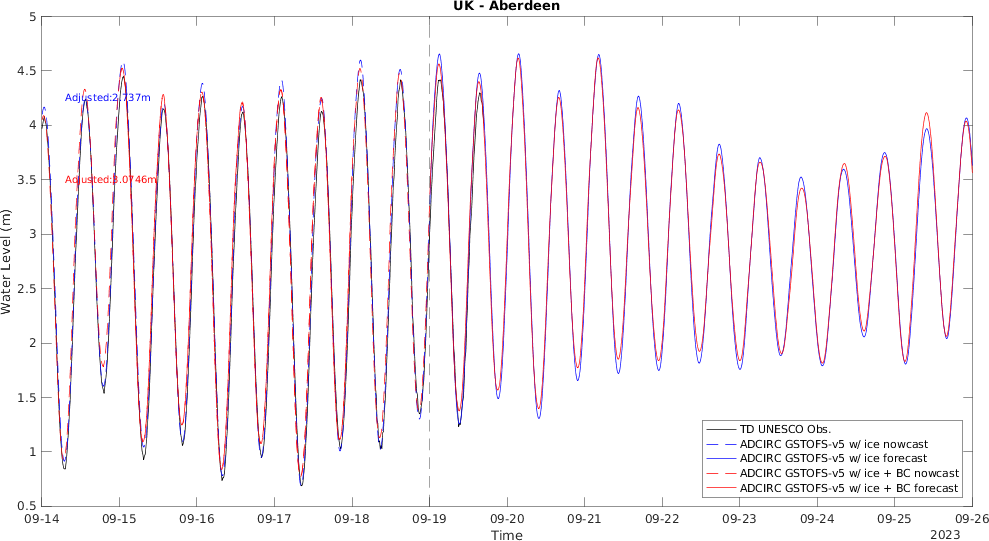 UK - Aberdeen
5
4.5
4
3.5
3
2.5
2
1.5
1
0.5
Water Level (m)
Adjusted:2.737m
Adjusted:3.0746m
TD UNESCO Obs.
ADCIRC GSTOFS-v5 w/ ice nowcast
ADCIRC GSTOFS-v5 w/ ice forecast
ADCIRC GSTOFS-v5 w/ ice + BC nowcast
ADCIRC GSTOFS-v5 w/ ice + BC forecast
09-14 09-15 09-16 09-17 09-18 09-19 09-20 09-21 09-22 09-23 09-24 09-25 09-26
Time
2023